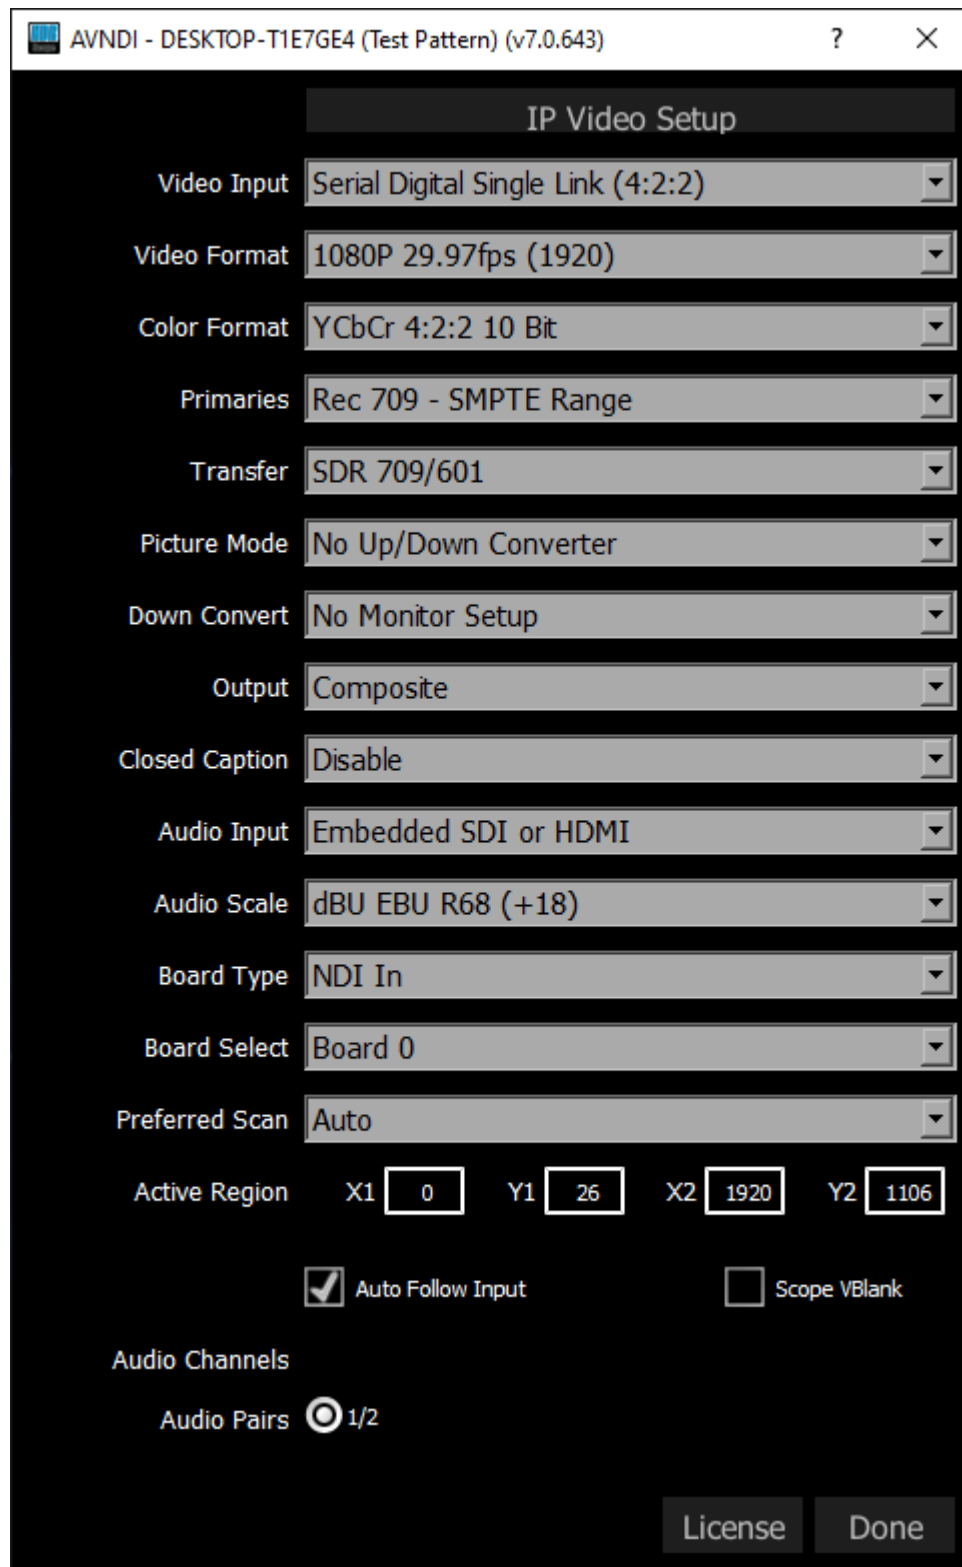 AVNDI - DESKTOP-T1E7GE4 (Test Pattern) (v7.0.643) ?
IP Video Setup
Video Input Serial Digital Single Link (4:2:2)
Video Format 1080P 29.97fps (1920)
Color Format YCbCr 4:2:2 10 Bit
Primaries Rec 709 - SMPTE Range
Transfer SDR 709/601
Picture Mode No Up/Down Converter
Down Convert No Monitor Setup
Output Composite
Closed Caption Disable
Audio Input Embedded SDI or HDMI
Audio Scale dBU EBU R68 (+18)
Board Type NDI In
Board Select Board 0
Preferred Scan Auto
Active Region X1 0 Y1 26 X2 1920 Y2 1106
Auto Follow Input Scope VBlank
Audio Channels
Audio Pairs 1/2
License Done